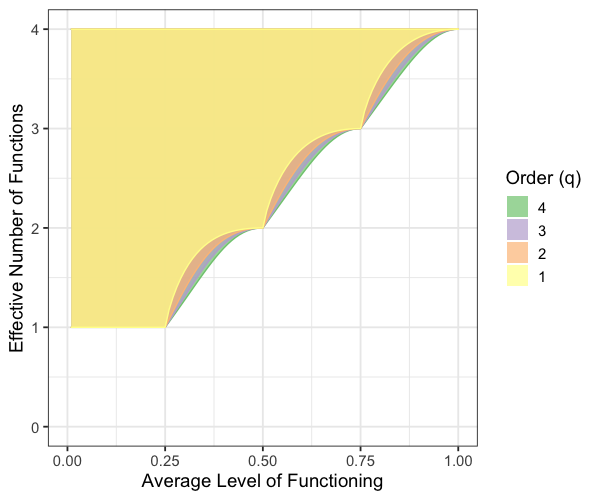 Effective Number of Functions
4
3
2
1
0
0.00 0.25 0.50 0.75 1.00
Average Level of Functioning
Order (q)
4
3
2
1